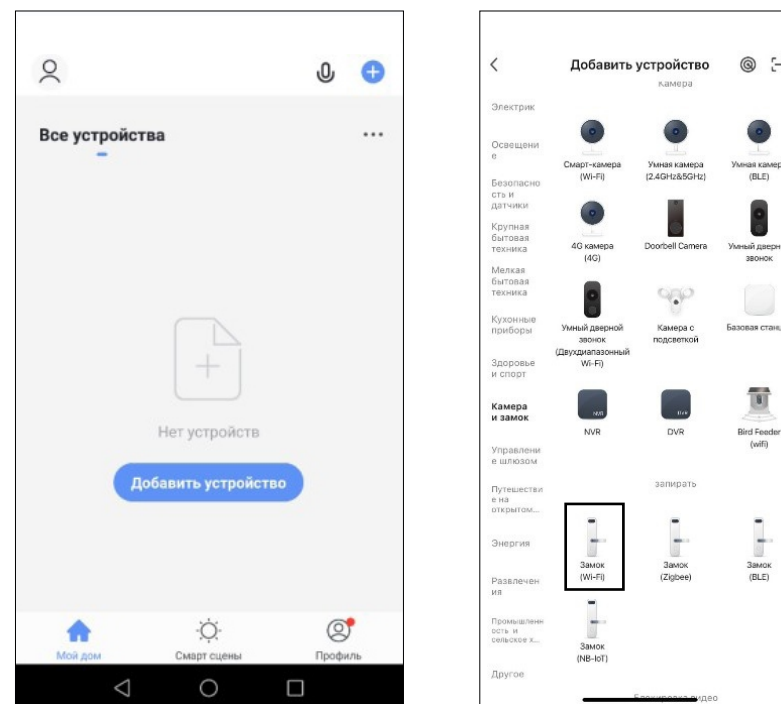 Все устройства
Нет устройств
Добавить устройство
Мой дом
Смарт сцены
Профиль
Добавить устройство
Камера
Электрик
Освещени
е
Безопасно
сть и
датчики
Крупная
бытовая
техника
Мелкая
бытовая
техника
Кухонные
приборы
Здоровье
и спорт
Камера
и замок
Управлени
е шлюзом
Путешестви
е на
открытом...
Энергия
Развлечен
ия
Промышленн
ость и
сельское х...
Другое
Смарт-камера
(Wi-Fi)
Умная камера
(2.4GHz&5GHz)
Умная камер
(BLE)
4G камера
(4G)
Doorbell Camera
Умный дверн
звонок
Умный дверной
звонок
(Двухдиапазонный
Wi-Fi)
Камера с
подсветкой
Базовая станц
NVR
DVR
Bird Feeder
(wifi)
запирать
Замок
(Wi-Fi)
Замок
(Zigbee)
Замок
(BLE)
Замок
(NB-IoT)